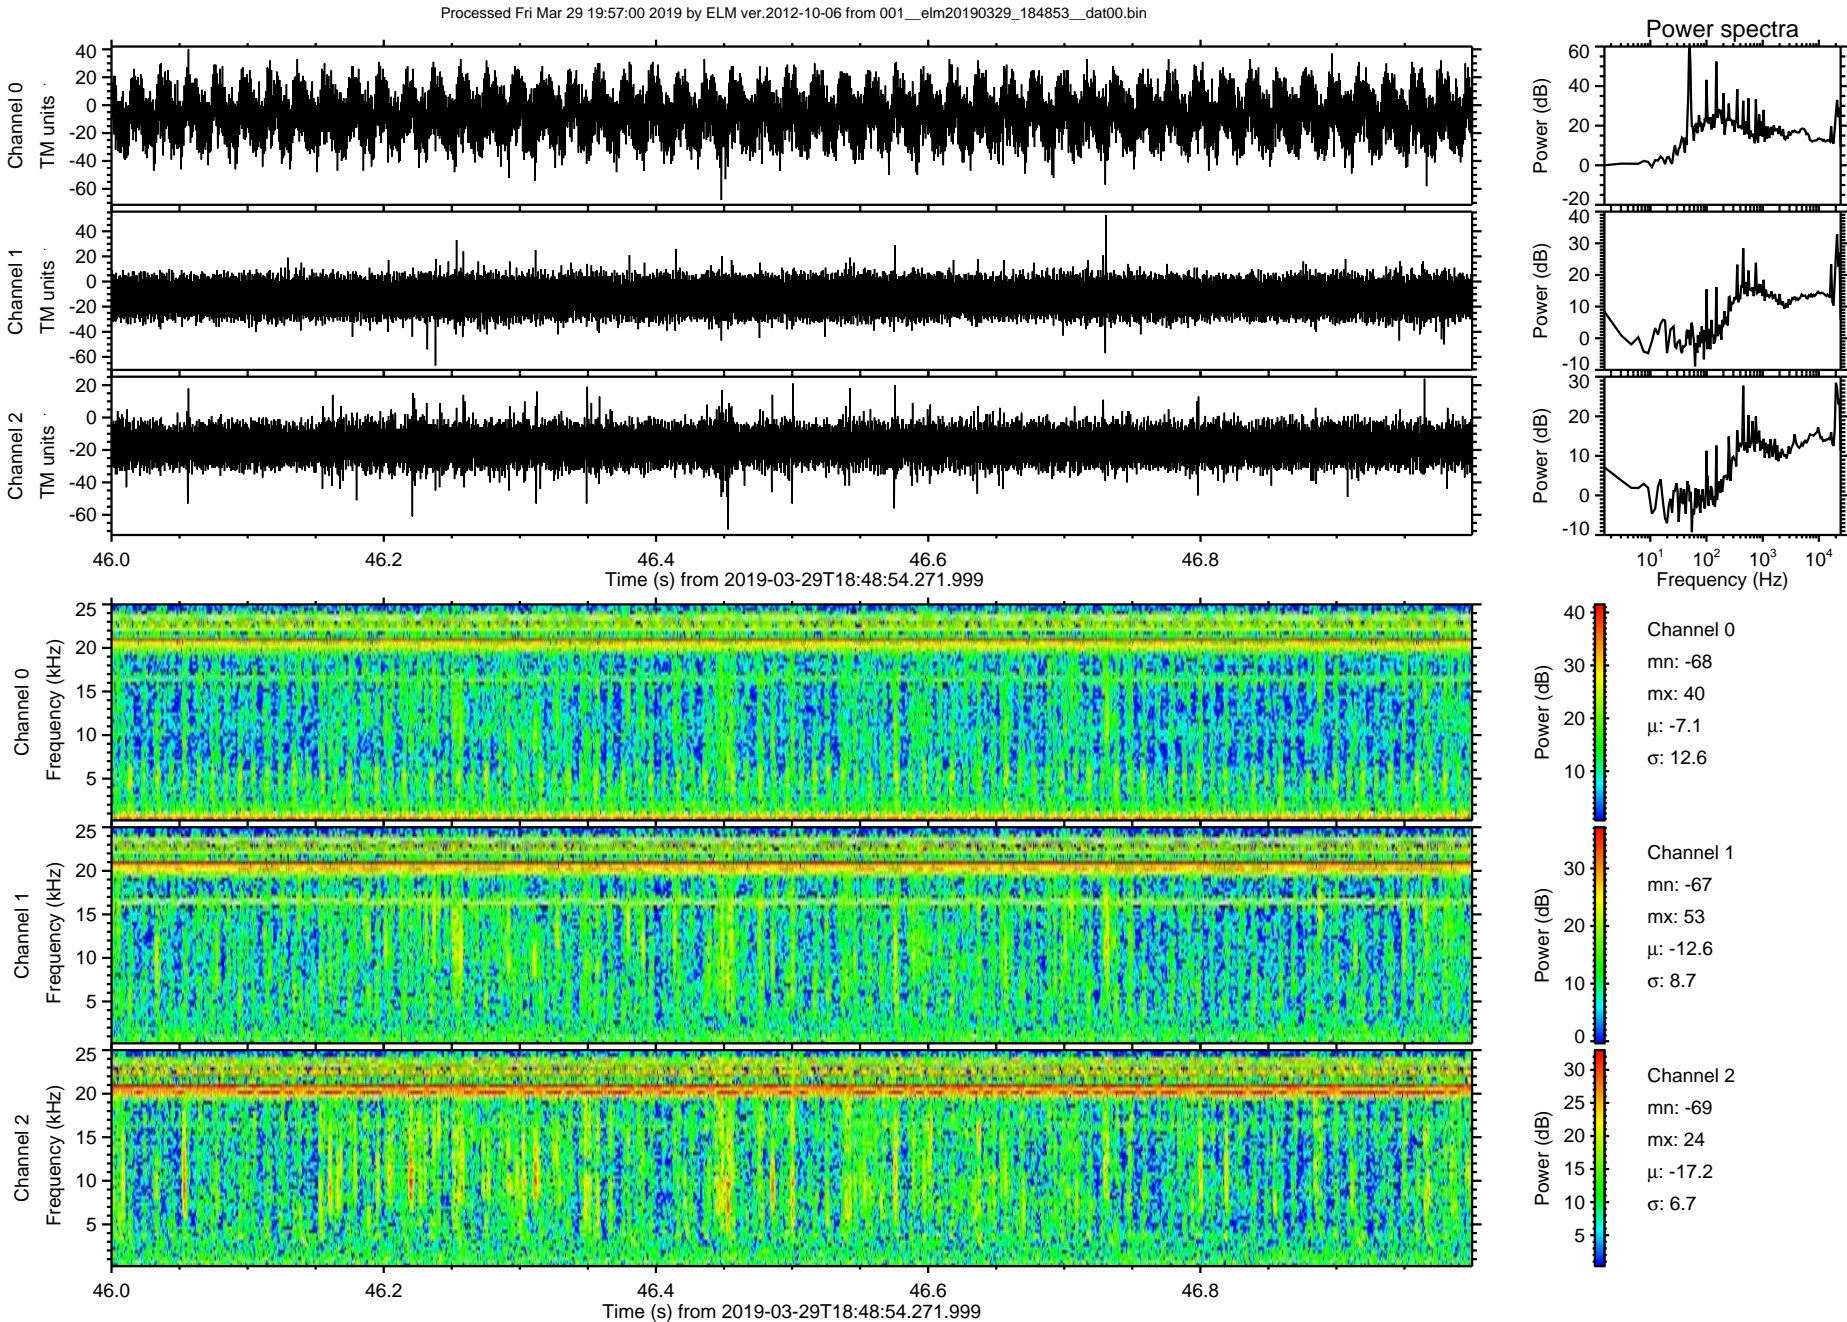 Processed Fri Mar 29 19:57:00 2019 by ELM ver.2012-10-06 from 001__elm20190329_184853__dat00.bin
Power spectra
Channel 0
TM units
40
20
0
-20
-40
-60
Power (dB)
60
40
20
0
-20
Channel 1
TM units
40
20
0
-20
-40
-60
Power (dB)
40
30
20
10
0
-10
Channel 2
TM units
20
0
-20
-40
-60
Power (dB)
30
20
10
0
-10
46.0 46.2 46.4 46.6 46.8
Time (s) from 2019-03-29T18:48:54.271.999
10^1 10^2 10^3 10^4
Frequency (Hz)
Channel 0
Frequency (kHz)
25
20
15
10
5
Power (dB)
40
30
20
10
Channel 0
mn: -68
mx: 40
μ: -7.1
σ: 12.6
Channel 1
Frequency (kHz)
25
20
15
10
5
Power (dB)
30
20
10
0
Channel 1
mn: -67
mx: 53
μ: -12.6
σ: 8.7
Channel 2
Frequency (kHz)
25
20
15
10
5
Power (dB)
30
25
20
15
10
5
Channel 2
mn: -69
mx: 24
μ: -17.2
σ: 6.7
46.0 46.2 46.4 46.6 46.8
Time (s) from 2019-03-29T18:48:54.271.999